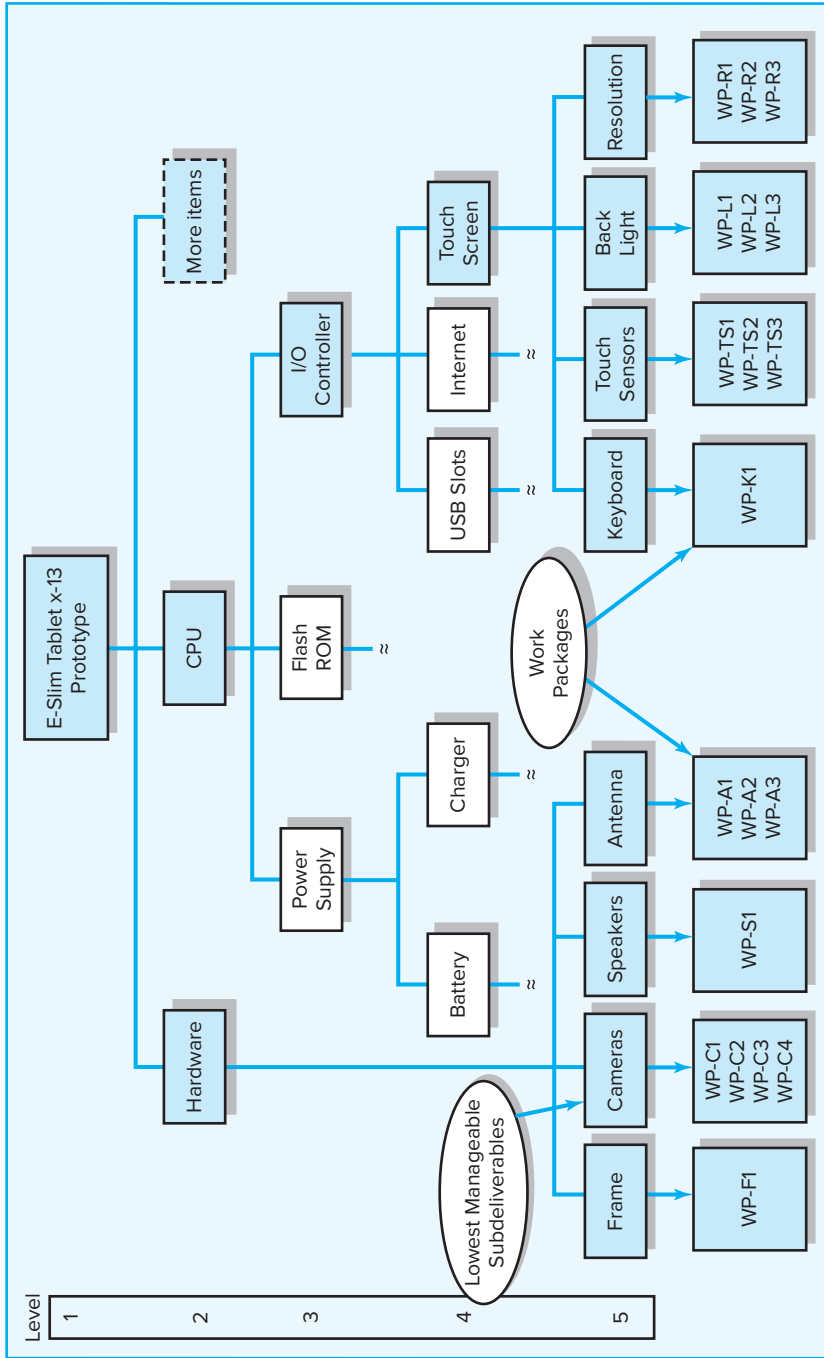 Level
1
2
3
4
5
E-Slim Tablet x-13
Prototype
Hardware
CPU
More items
Power
Supply
Flash
ROM
I/O
Controller
Battery
Charger
USB Slots
Internet
Touch
Screen
Lowest Manageable
Subdeliverables
Work
Packages
Frame
Cameras
Speakers
Antenna
Keyboard
Touch
Sensors
Back
Light
Resolution
WP-F1
WP-C1
WP-C2
WP-C3
WP-C4
WP-S1
WP-A1
WP-A2
WP-A3
WP-K1
WP-TS1
WP-TS2
WP-TS3
WP-L1
WP-L2
WP-L3
WP-R1
WP-R2
WP-R3